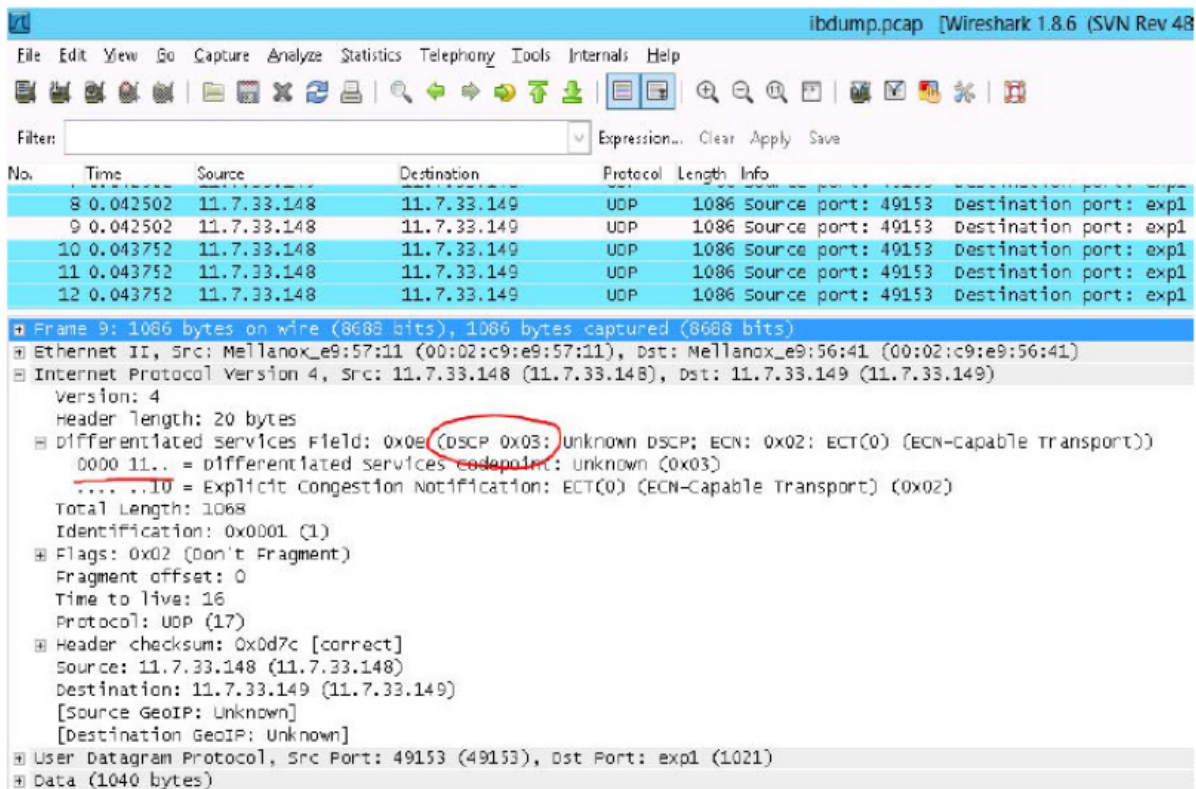 ibdump.pcap [Wireshark 1.8.6 (SVN Rev 48
File Edit View Go Capture Analyze Statistics Telephony Tools Internals Help
Filter: Expression... Clear Apply Save
No. Time Source Destination Protocol Length Info
8 0.042502 11.7.33.148 11.7.33.149 UDP 1086 Source port: 49153 Destination port: exp1
9 0.042502 11.7.33.148 11.7.33.149 UDP 1086 Source port: 49153 Destination port: exp1
10 0.043752 11.7.33.148 11.7.33.149 UDP 1086 Source port: 49153 Destination port: exp1
11 0.043752 11.7.33.148 11.7.33.149 UDP 1086 Source port: 49153 Destination port: exp1
12 0.043752 11.7.33.148 11.7.33.149 UDP 1086 Source port: 49153 Destination port: exp1
Frame 9: 1086 bytes on wire (8688 bits), 1086 bytes captured (8688 bits)
Ethernet II, Src: Mellanox_e9:57:11 (00:02:c9:e9:57:11), Dst: Mellanox_e9:56:41 (00:02:c9:e9:56:41)
Internet Protocol Version 4, Src: 11.7.33.148 (11.7.33.148), Dst: 11.7.33.149 (11.7.33.149)
Version: 4
Header length: 20 bytes
Differentiated Services Field: 0x0e (DSCP 0x03: Unknown DSCP; ECN: 0x02: ECT(0) (ECN-Capable Transport))
0000 11.. = Differentiated Services Codepoint: Unknown (0x03)
.... ..10 = Explicit Congestion Notification: ECT(0) (ECN-Capable Transport) (0x02)
Total Length: 1068
Identification: 0x0001 (1)
Flags: 0x02 (Don't Fragment)
Fragment offset: 0
Time to live: 16
Protocol: UDP (17)
Header checksum: 0x0d7c [correct]
Source: 11.7.33.148 (11.7.33.148)
Destination: 11.7.33.149 (11.7.33.149)
[Source GeoIP: Unknown]
[Destination GeoIP: Unknown]
User Datagram Protocol, Src Port: 49153 (49153), Dst Port: exp1 (1021)
Data (1040 bytes)